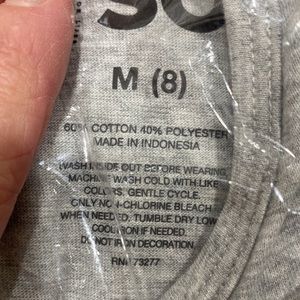 SO
M (8)
60% COTTON 40% POLYESTER
MADE IN INDONESIA
WASH INSIDE OUT BEFORE WEARING
MACHINE WASH COLD WITH LIKE
COLORS, GENTLE CYCLE
ONLY NON-CHLORINE BLEACH
WHEN NEEDED, TUMBLE DRY LOW
COOL IRON IF NEEDED.
DO NOT IRON DECORATION.
RN# 73277